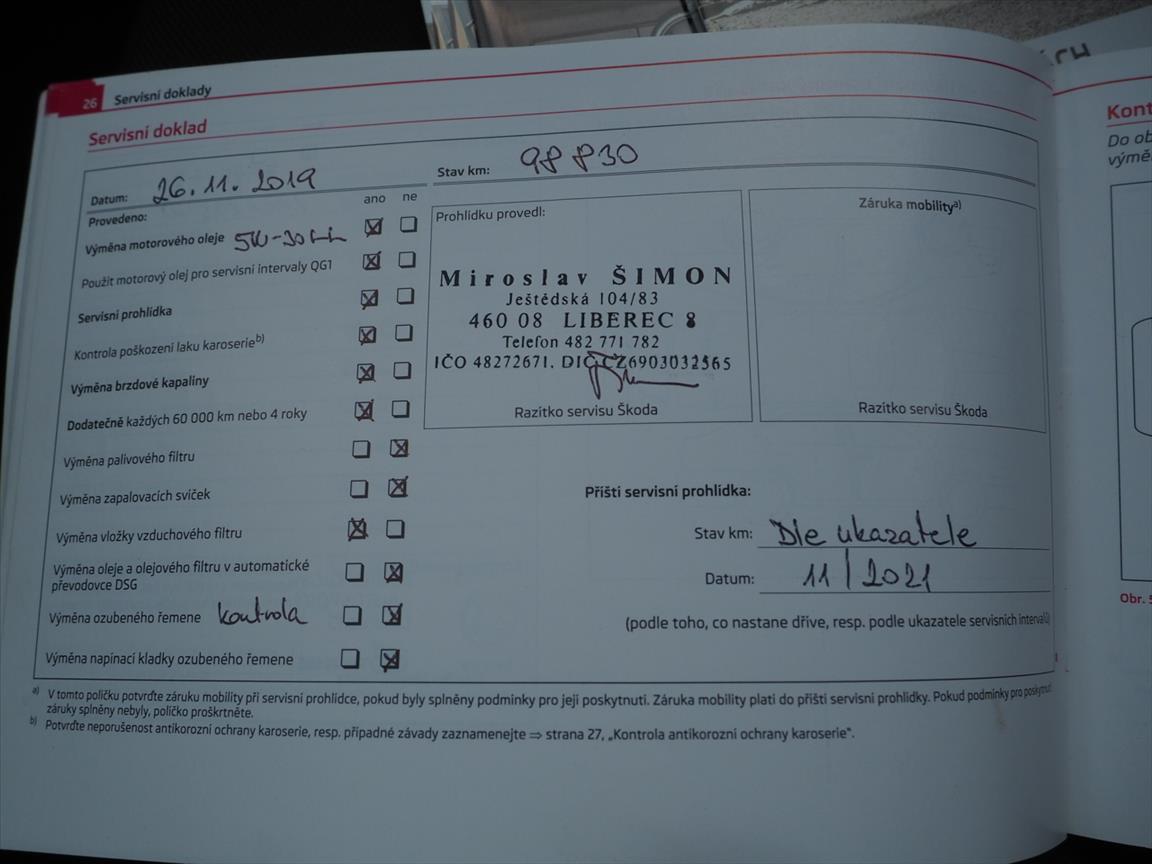 26 Servisní doklady
Servisní doklad
Datum: 26.11.2019 Stav km: 98 830
Provedeno: ano ne
Výměna motorového oleje 5W-30 LL
Použit motorový olej pro servisní intervaly QG1
Servisní prohlídka
Kontrola poškození laku karoserie b)
Výměna brzdové kapaliny
Dodatečně každých 60 000 km nebo 4 roky
Výměna palivového filtru
Výměna zapalovacích svíček
Výměna vložky vzduchového filtru
Výměna oleje a olejového filtru v automatické
převodovce DSG
Výměna ozubeného řemene kontrola
Výměna napínací kladky ozubeného řemene
Prohlídku provedl:
Miroslav ŠIMON
Ještědská 104/83
460 08 LIBEREC 8
Telefon 482 771 782
IČO 48272671, DIČ CZ6903032565
Razítko servisu Škoda
Záruka mobility a)
Razítko servisu Škoda
Příští servisní prohlídka:
Stav km: Dle ukazatele
Datum: 11/2021
(podle toho, co nastane dříve, resp. podle ukazatele servisních intervalů)
a) V tomto políčku potvrďte záruku mobility při servisní prohlídce, pokud byly splněny podmínky pro její poskytnutí. Záruka mobility platí do příští servisní prohlídky. Pokud podmínky pro poskytnutí
záruky splněny nebyly, políčko proškrtněte.
b) Potvrďte neporušenost antikorozní ochrany karoserie, resp. případné závady zaznamenejte ⇒ strana 27, „Kontrola antikorozní ochrany karoserie“.
Kont
Do ob
výmě
Obr. 5